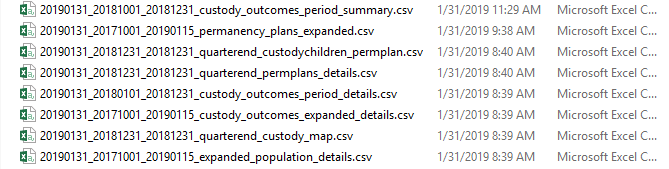 20190131_20181001_20181231_custody_outcomes_period_summary.csv 1/31/2019 11:29 AM Microsoft Excel C...
20190131_20171001_20190115_permanency_plans_expanded.csv 1/31/2019 9:38 AM Microsoft Excel C...
20190131_20181231_20181231_quarterend_custodychildren_permplan.csv 1/31/2019 8:40 AM Microsoft Excel C...
20190131_20181231_20181231_quarterend_permplans_details.csv 1/31/2019 8:40 AM Microsoft Excel C...
20190131_20180101_20181231_custody_outcomes_period_details.csv 1/31/2019 8:39 AM Microsoft Excel C...
20190131_20171001_20190115_custody_outcomes_expanded_details.csv 1/31/2019 8:39 AM Microsoft Excel C...
20190131_20181231_20181231_quarterend_custody_map.csv 1/31/2019 8:39 AM Microsoft Excel C...
20190131_20171001_20190115_expanded_population_details.csv 1/31/2019 8:39 AM Microsoft Excel C...